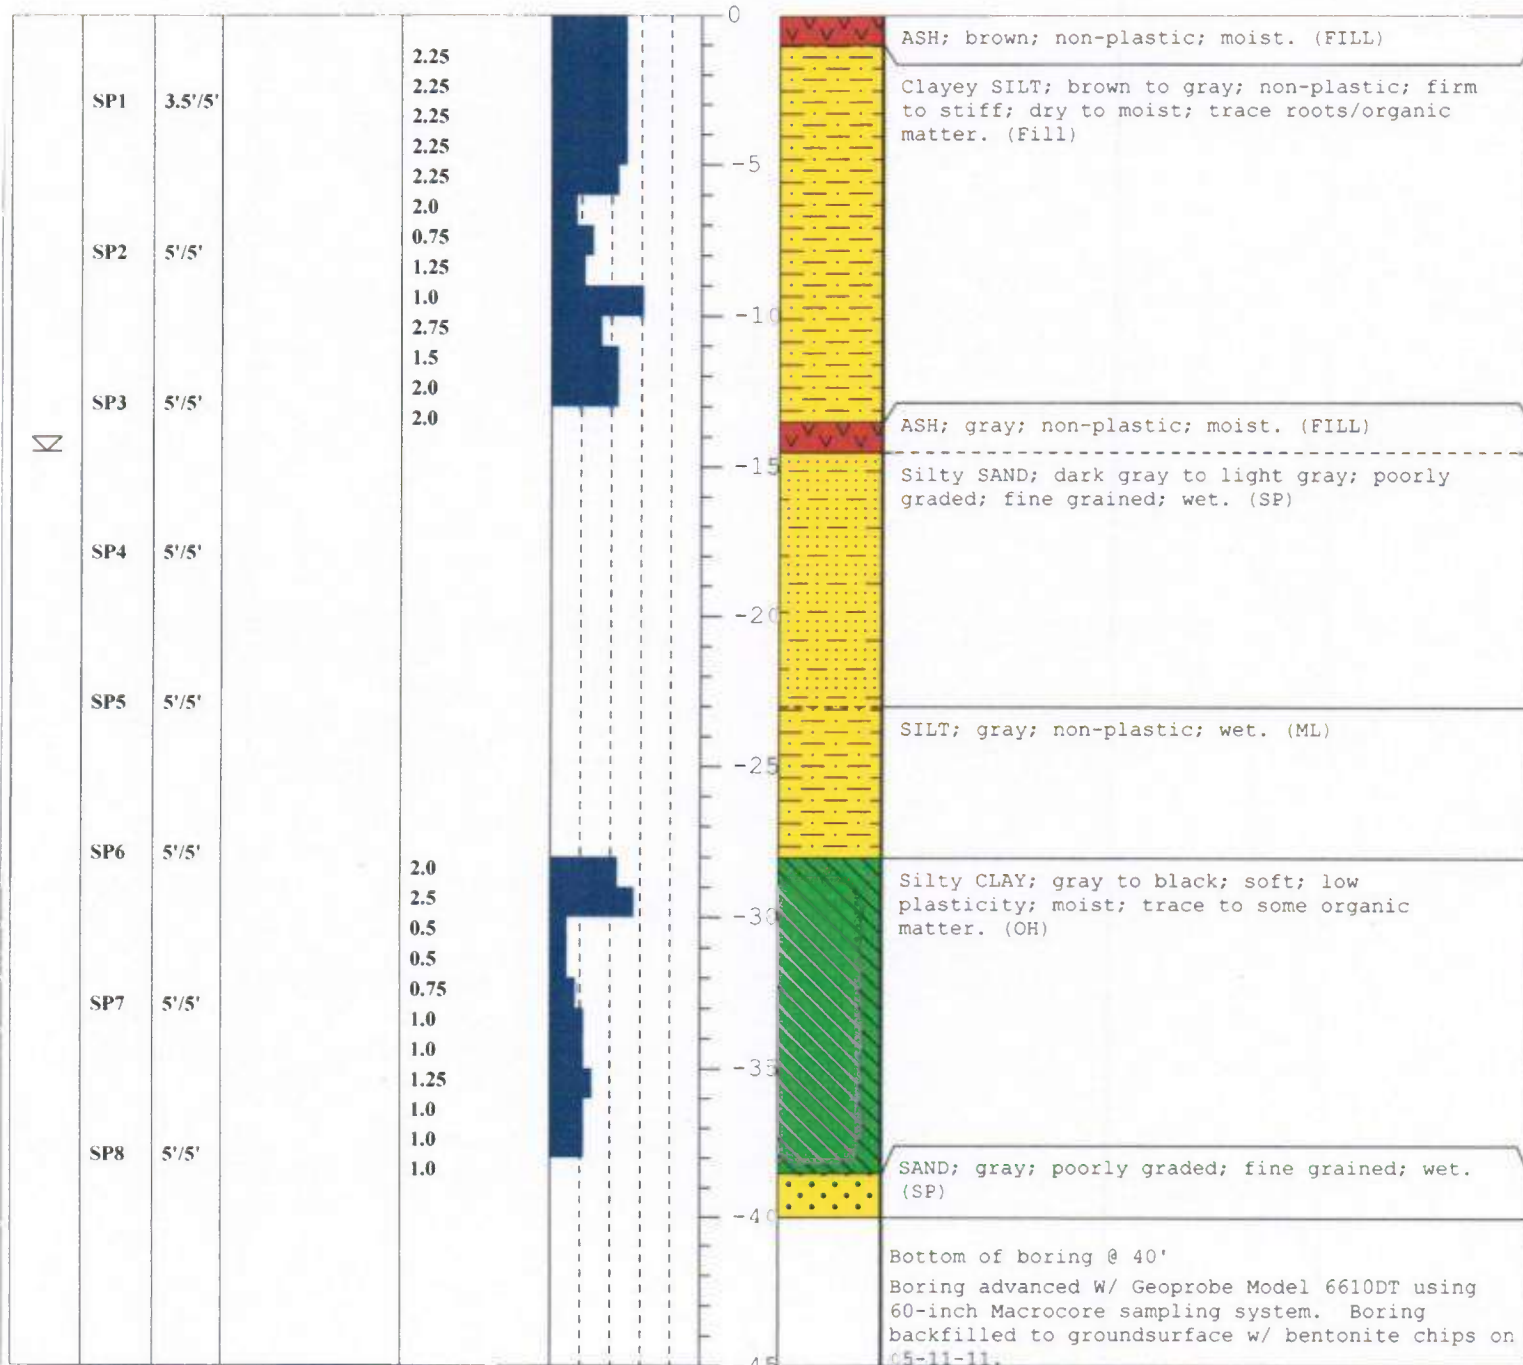 0
ASH; brown; non-plastic; moist. (FILL)
2.25
Clayey SILT; brown to gray; non-plastic; firm
2.25
SP1 3.5'/5'
to stiff; dry to moist; trace roots/organic
2.25
matter. (Fill)
2.25
-5
2.25
2.0
0.75
SP2 5'/5'
1.25
1.0
-10
2.75
1.5
2.0
SP3 5'/5'
2.0
ASH; gray; non-plastic; moist. (FILL)
-15
Silty SAND; dark gray to light gray; poorly
graded; fine grained; wet. (SP)
SP4 5'/5'
-20
SP5 5'/5'
SILT; gray; non-plastic; wet. (ML)
-25
SP6 5'/5'
2.0
Silty CLAY; gray to black; soft; low
2.5
plasticity; moist; trace to some organic
-30
0.5
matter. (OH)
0.5
0.75
SP7 5'/5'
1.0
1.0
-35
1.25
1.0
1.0
SP8 5'/5'
1.0
SAND; gray; poorly graded; fine grained; wet.
(SP)
-40
Bottom of boring @ 40'
Boring advanced W/ Geoprobe Model 6610DT using
60-inch Macrocore sampling system. Boring
backfilled to groundsurface w/ bentonite chips on
05-11-11.
45